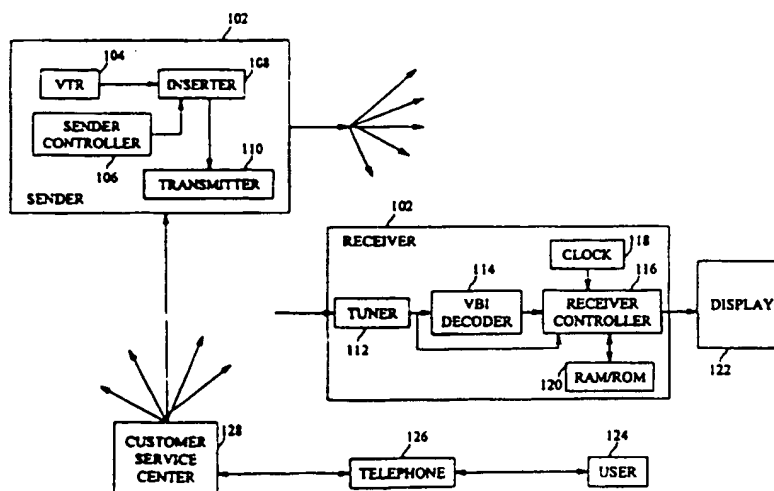 102
104
108
VTR
INSERTER
SENDER
CONTROLLER
106
110
TRANSMITTER
SENDER
102
RECEIVER
118
CLOCK
114
116
VBI
DECODER
RECEIVER
CONTROLLER
TUNER
112
DISPLAY
120
RAM/ROM
122
128
CUSTOMER
SERVICE
CENTER
126
TELEPHONE
124
USER